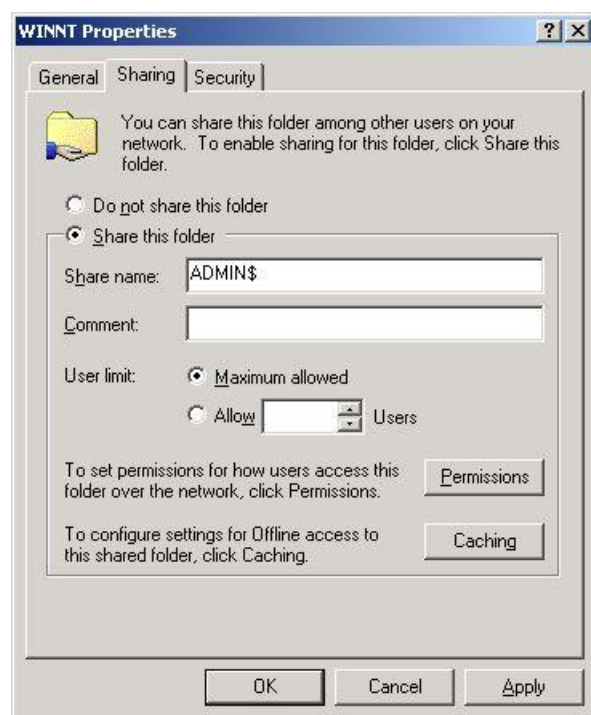 WINNT Properties
General Sharing Security
You can share this folder among other users on your
network. To enable sharing for this folder, click Share this
folder.
Do not share this folder
Share this folder
Share name: ADMIN$
Comment:
User limit: Maximum allowed
Allow Users
To set permissions for how users access this
folder over the network, click Permissions.
Permissions
To configure settings for Offline access to
this shared folder, click Caching.
Caching
OK Cancel Apply